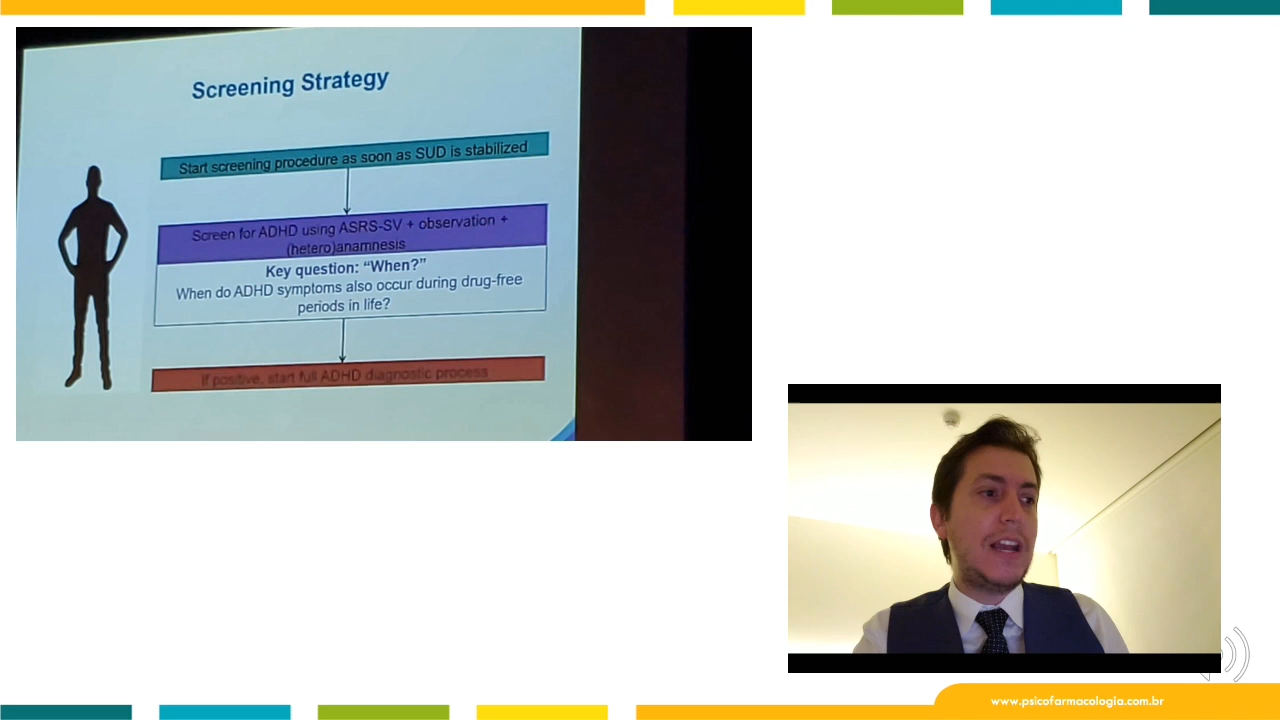 Screening Strategy
Start screening procedure as soon as SUD is stabilized
Screen for ADHD using ASRS-SV + observation +
(hetero)anamnesis
Key question: “When?”
When do ADHD symptoms also occur during drug-free
periods in life?
If positive, start full ADHD diagnostic process
www.psicofarmacologia.com.br